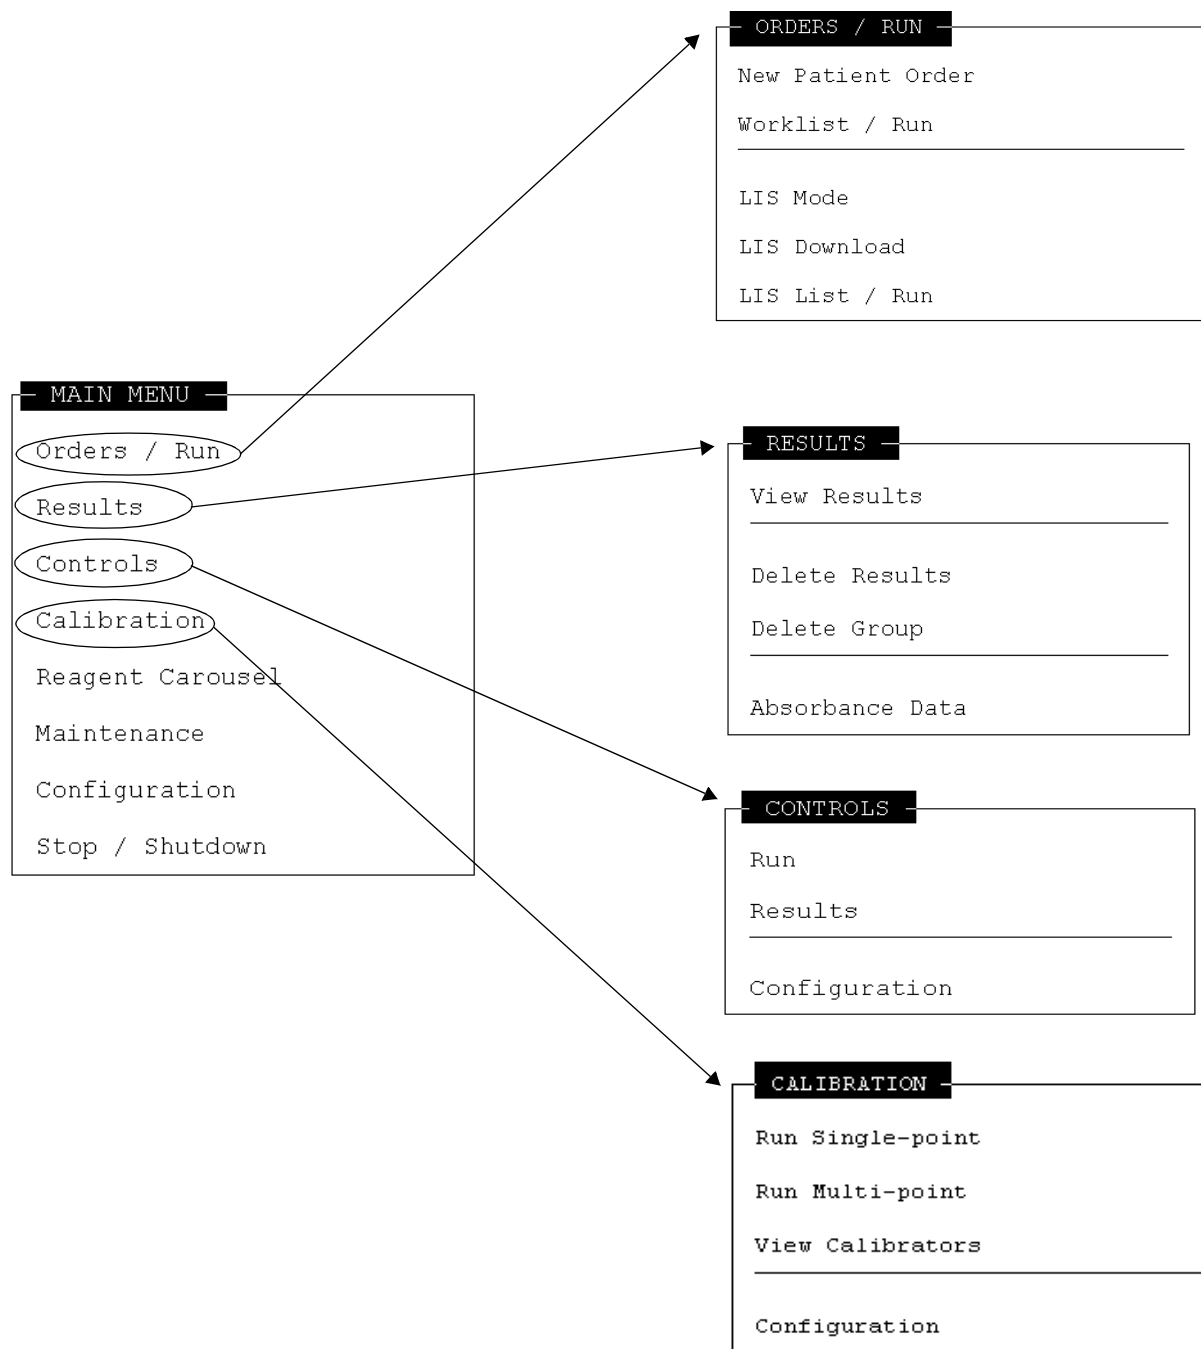 ORDERS / RUN
New Patient Order
Worklist / Run
LIS Mode
LIS Download
LIS List / Run
MAIN MENU
Orders / Run
Results
Controls
Calibration
Reagent Carousel
Maintenance
Configuration
Stop / Shutdown
RESULTS
View Results
Delete Results
Delete Group
Absorbance Data
CONTROLS
Run
Results
Configuration
CALIBRATION
Run Single-point
Run Multi-point
View Calibrators
Configuration